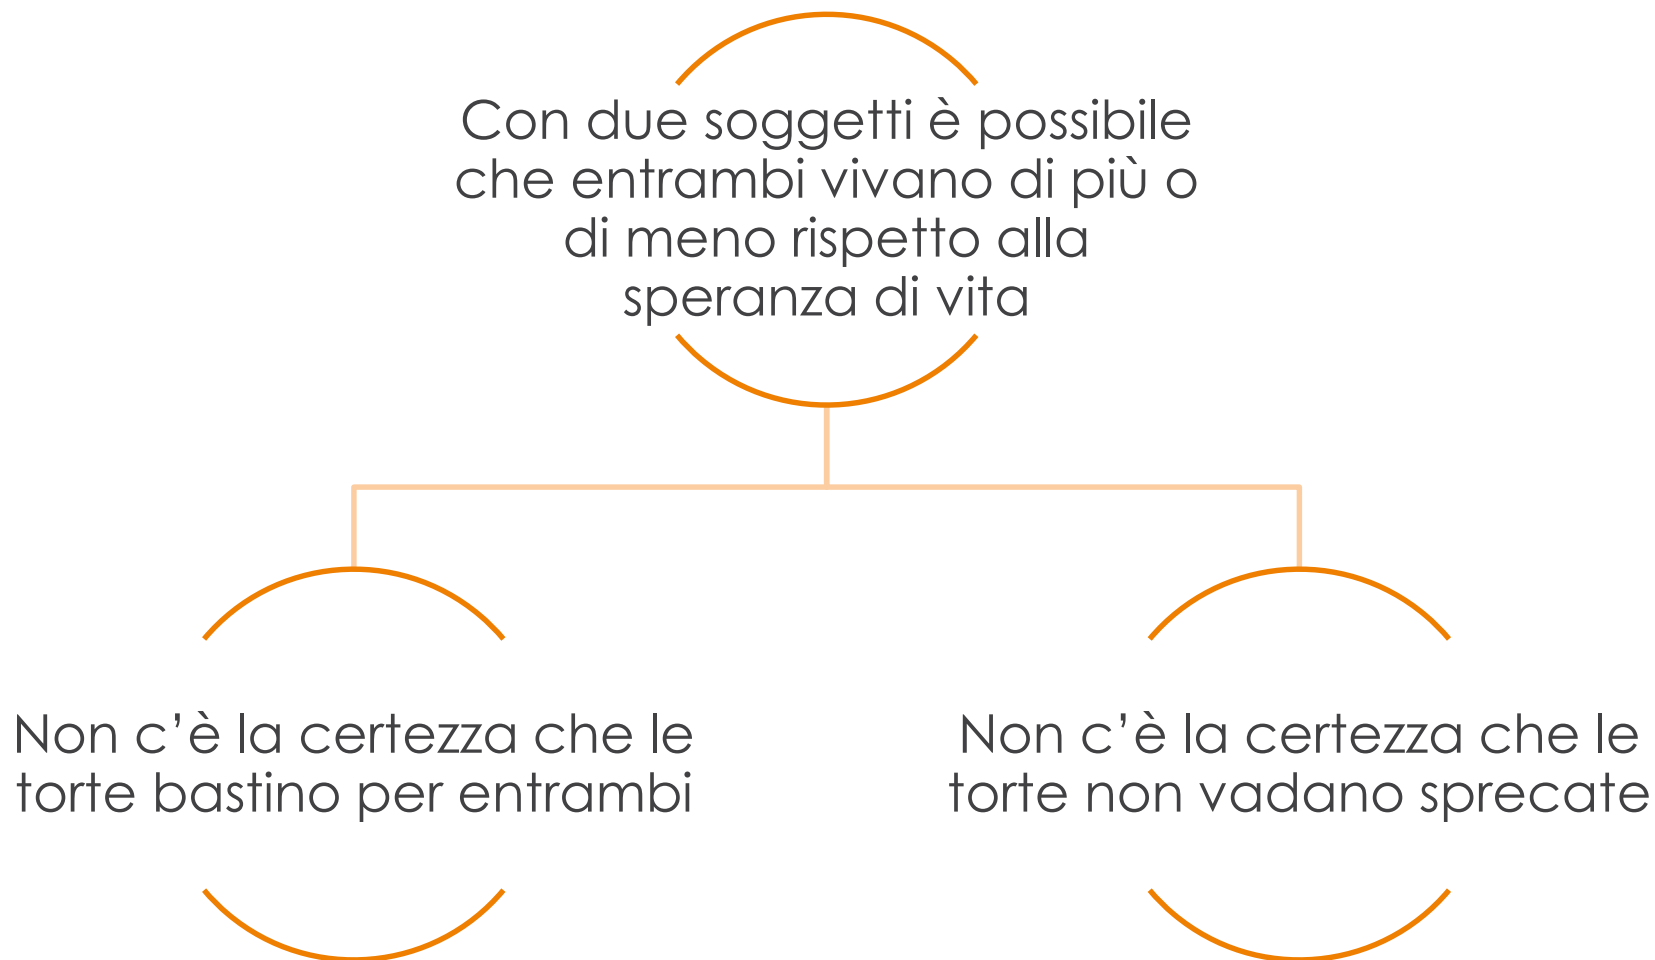 Con due soggetti è possibile
che entrambi vivano di più o
di meno rispetto alla
speranza di vita
Non c’è la certezza che le
torte bastino per entrambi
Non c’è la certezza che le
torte non vadano sprecate